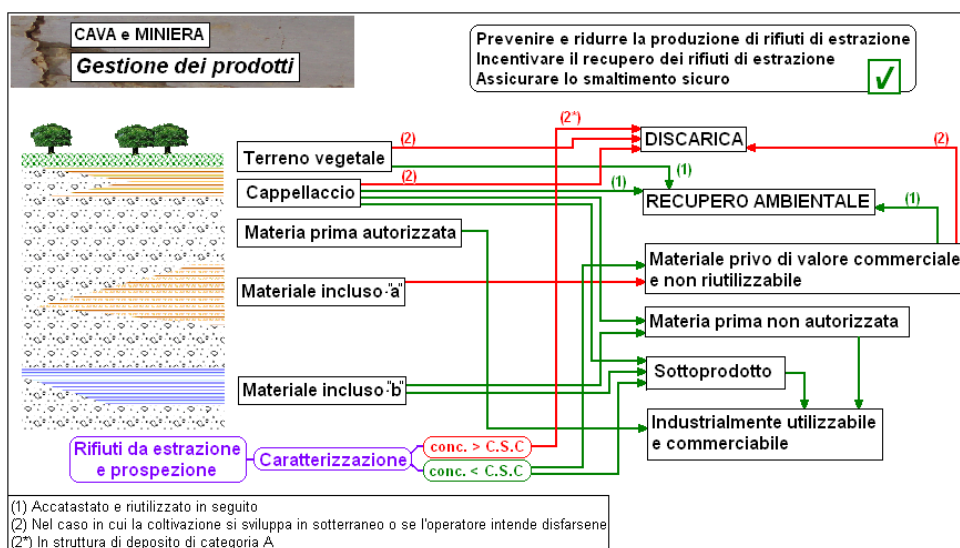 CAVA e MINIERA
Gestione dei prodotti
Prevenire e ridurre la produzione di rifiuti di estrazione
Incentivare il recupero dei rifiuti di estrazione
Assicurare lo smaltimento sicuro
(2*)
(2)
DISCARICA
(2)
Terreno vegetale
(1)
(2)
Cappellaccio
(1)
RECUPERO AMBIENTALE
(1)
Materia prima autorizzata
Materiale privo di valore commerciale
e non riutilizzabile
Materiale incluso "a"
Materia prima non autorizzata
Sottoprodotto
Materiale incluso "b"
Industrialmente utilizzabile
e commerciabile
Rifiuti da estrazione
e prospezione
Caratterizzazione
conc. > C.S.C
conc. < C.S.C
(1) Accatastato e riutilizzato in seguito
(2) Nel caso in cui la coltivazione si sviluppa in sotterraneo o se l'operatore intende disfarsene
(2*) In struttura di deposito di categoria A